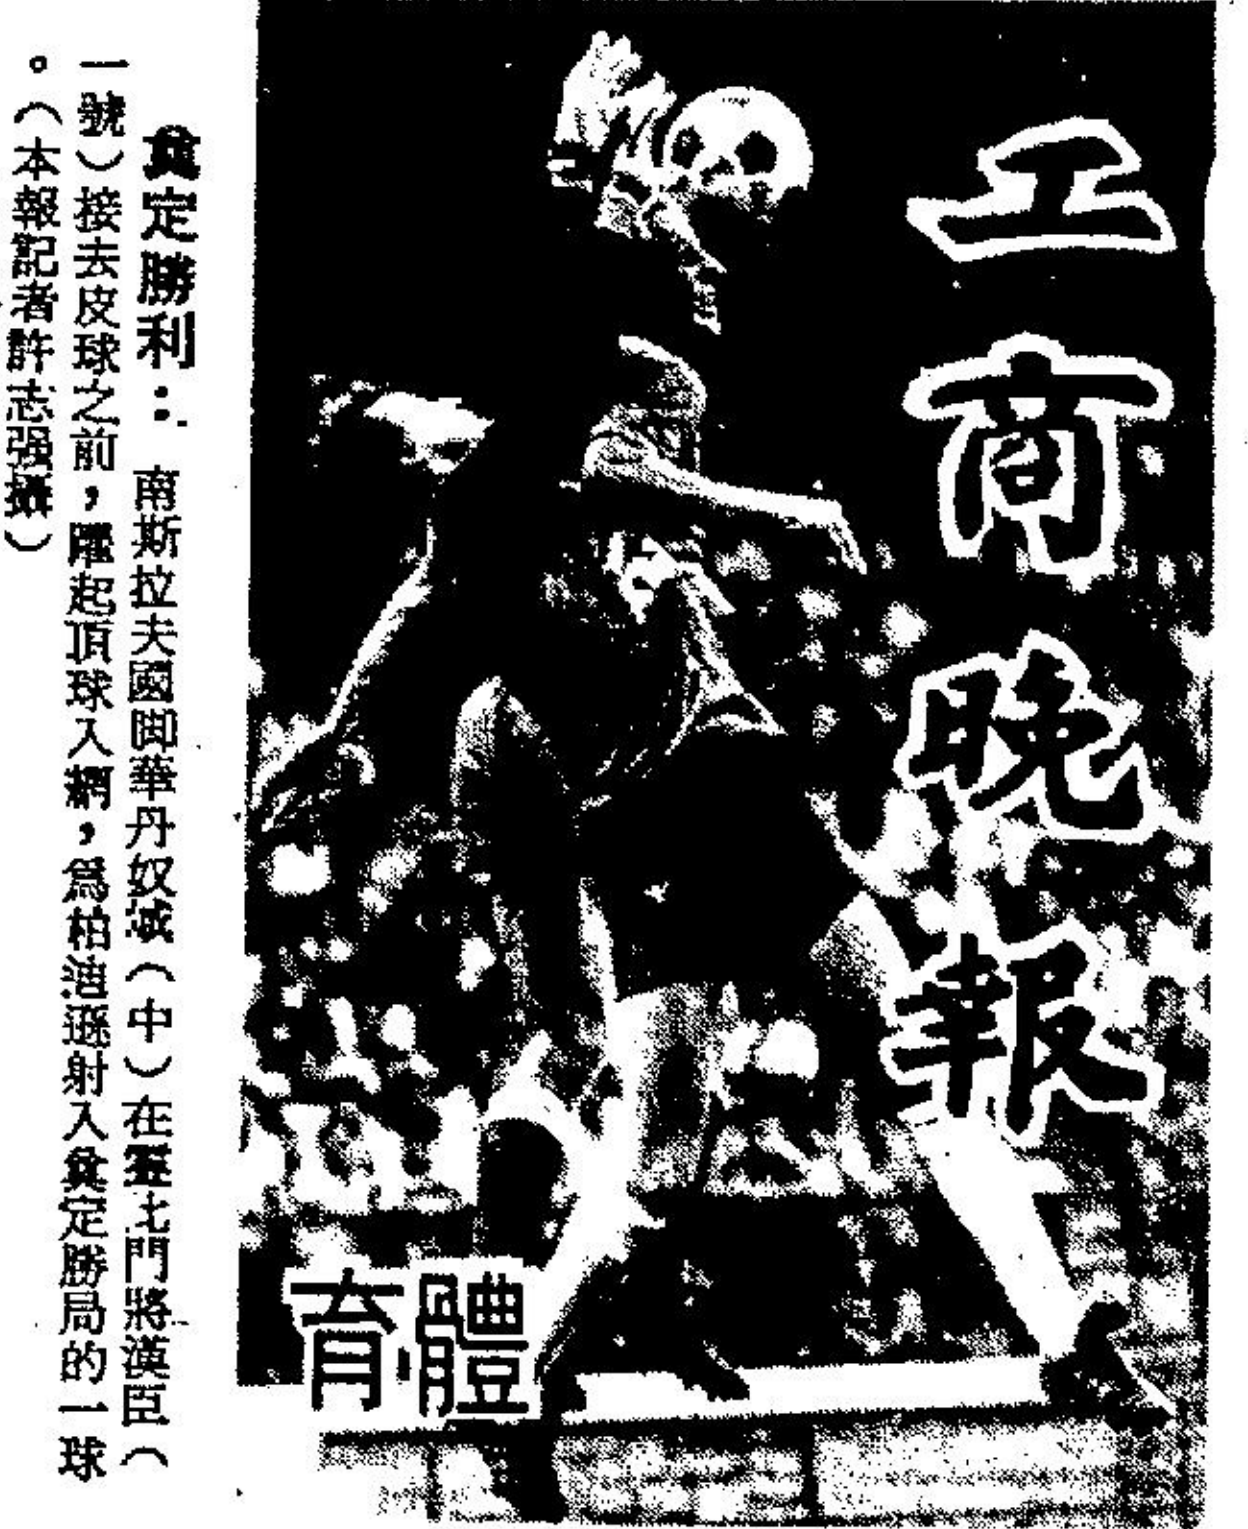 工商晚報
體育
奠定勝利：南斯拉夫國脚華丹奴域（中）在霍士門將漢臣（
一號）接去皮球之前，躍起頂球入網，爲柏油遜射入奠定勝局的一球
。（本報記者許志强攝）